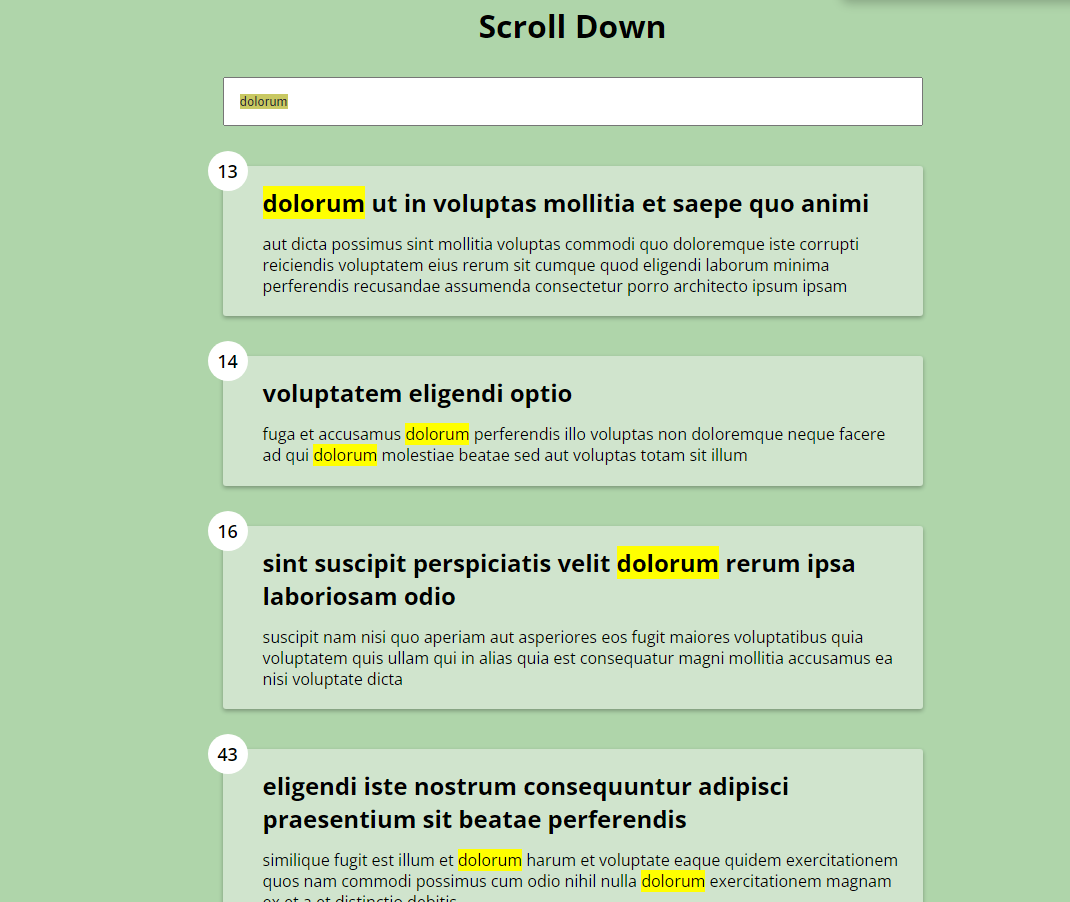 Scroll Down
dolorum
13
dolorum ut in voluptas mollitia et saepe quo animi
aut dicta possimus sint mollitia voluptas commodi quo doloremque iste corrupti
reiciendis voluptatem eius rerum sit cumque quod eligendi laborum minima
perferendis recusandae assumenda consectetur porro architecto ipsum ipsam
14
voluptatem eligendi optio
fuga et accusamus dolorum perferendis illo voluptas non doloremque neque facere
ad qui dolorum molestiae beatae sed aut voluptas totam sit illum
16
sint suscipit perspiciatis velit dolorum rerum ipsa
laboriosam odio
suscipit nam nisi quo aperiam aut asperiores eos fugit maiores voluptatibus quia
voluptatem quis ullam qui in alias quia est consequatur magni mollitia accusamus ea
nisi voluptate dicta
43
eligendi iste nostrum consequuntur adipisci
praesentium sit beatae perferendis
similique fugit est illum et dolorum harum et voluptate eaque quidem exercitationem
quos nam commodi possimus cum odio nihil nulla dolorum exercitationem magnam
ex et a et distinctio debitis